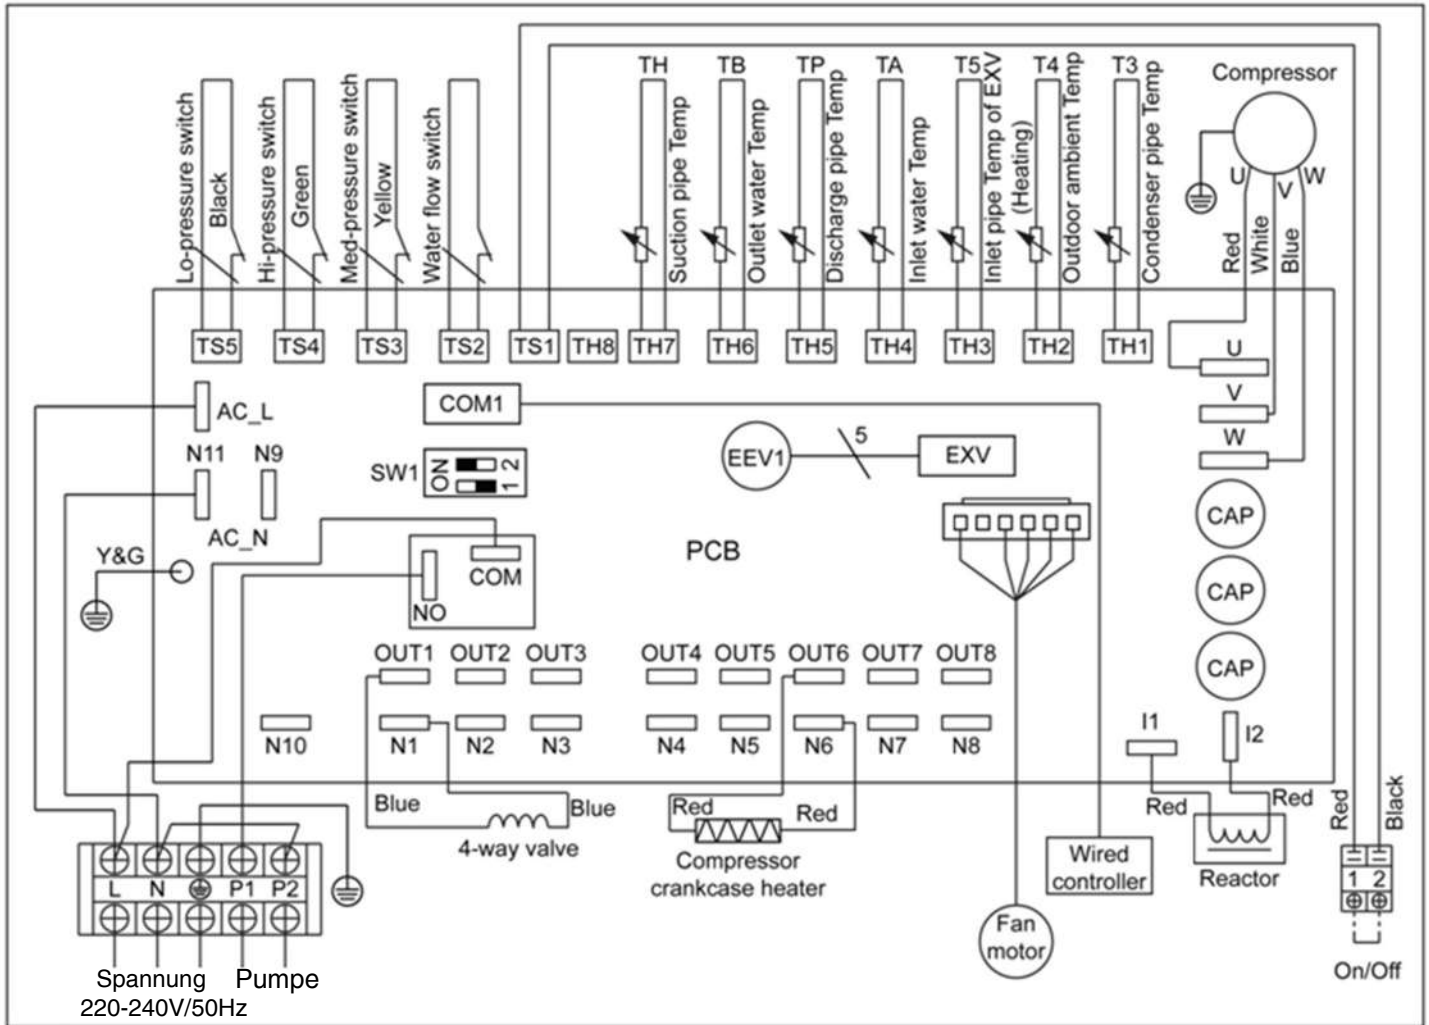 TH
TB
TP
TA
T5
T4
T3
Compressor
Lo-pressure switch
Black
Hi-pressure switch
Green
Med-pressure switch
Yellow
Water flow switch
Suction pipe Temp
Outlet water Temp
Discharge pipe Temp
Inlet water Temp
Inlet pipe Temp of EXV
(Heating)
Outdoor ambient Temp
Condenser pipe Temp
U
V
W
Red
White
Blue
TS5
TS4
TS3
TS2
TS1
TH8
TH7
TH6
TH5
TH4
TH3
TH2
TH1
U
V
W
AC_L
COM1
N11
N9
SW1
ON
1 2
EEV1
5
EXV
AC_N
Y&G
COM
NO
PCB
CAP
CAP
CAP
OUT1
OUT2
OUT3
OUT4
OUT5
OUT6
OUT7
OUT8
N10
N1
N2
N3
N4
N5
N6
N7
N8
I1
I2
Blue
Blue
4-way valve
Red
Red
Compressor
crankcase heater
Red
Red
Reactor
Red
Black
Wired
controller
Fan
motor
L
N
P1
P2
1
2
On/Off
Spannung
Pumpe
220-240V/50Hz